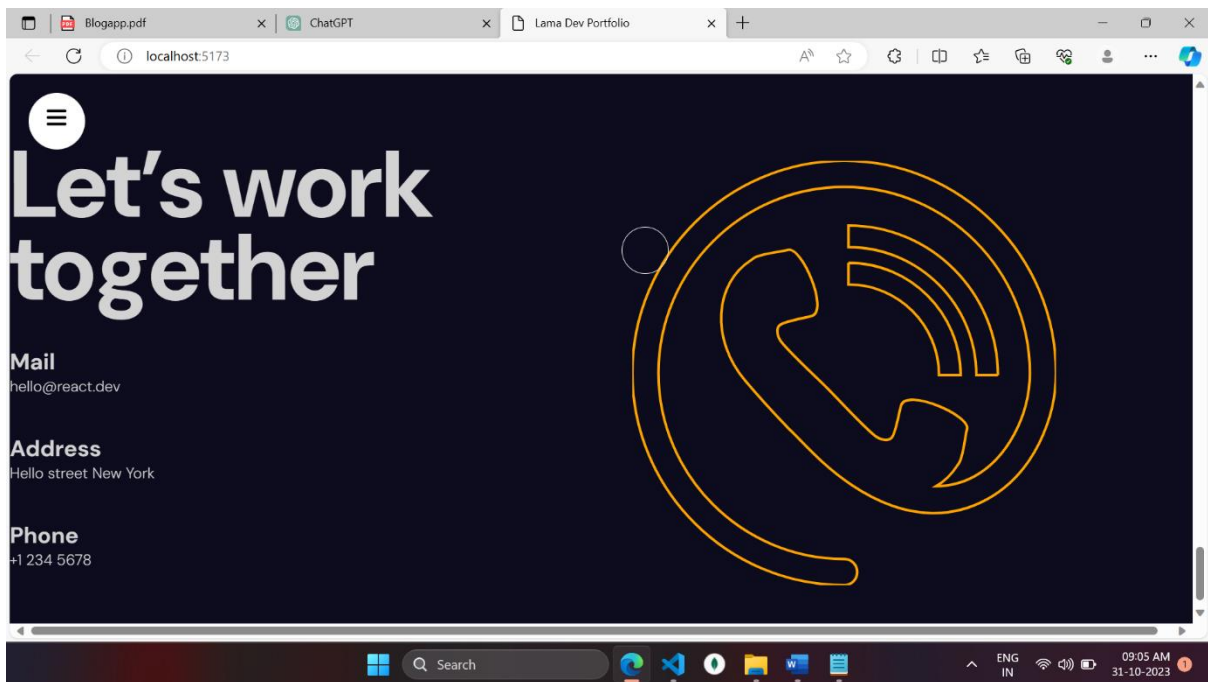 Blogapp.pdf
ChatGPT
Lama Dev Portfolio
localhost:5173
Let’s work
together
Mail
hello@react.dev
Address
Hello street New York
Phone
+1 234 5678
Search
ENG
IN
09:05 AM
31-10-2023
1